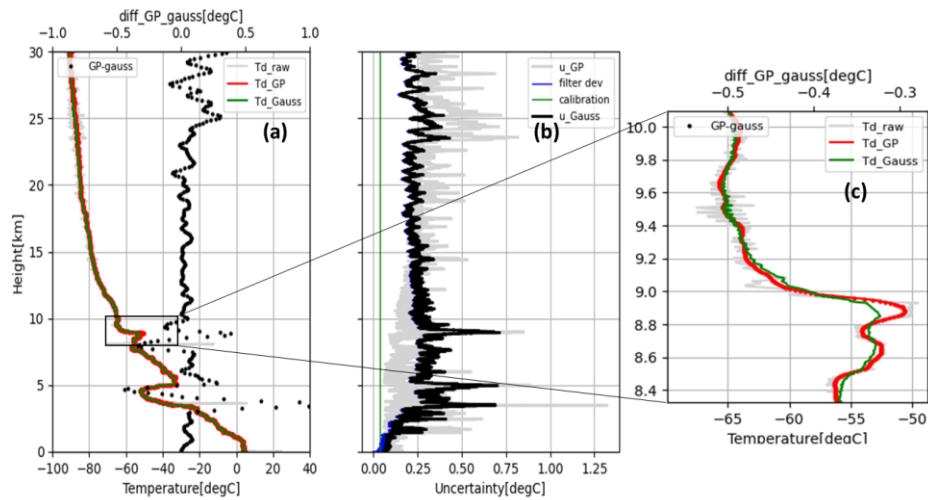 diff_GP_gauss[degC]
−1.0 −0.5 0.0 0.5 1.0
30
25
20
15
10
5
0
Height[km]
GP-gauss
Td_raw
Td_GP
Td_Gauss
(a)
−100 −80 −60 −40 −20 0 20 40
Temperature[degC]
u_GP
filter dev
calibration
u_Gauss
(b)
0.00 0.25 0.50 0.75 1.00 1.25
Uncertainty[degC]
diff_GP_gauss[degC]
−0.5 −0.4 −0.3
10.0
9.8
9.6
9.4
9.2
9.0
8.8
8.6
8.4
GP-gauss
Td_raw
Td_GP
Td_Gauss
(c)
−65 −60 −55 −50
Temperature[degC]